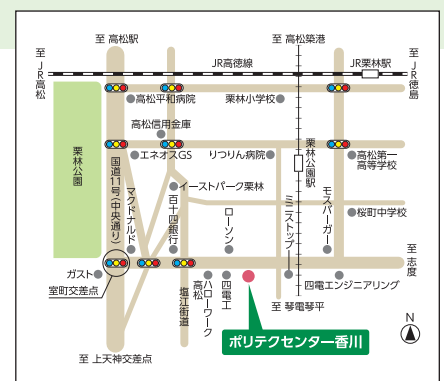 至 高松駅
至 高松築港
至JR高松
JR高徳線
JR栗林駅
至JR徳島
高松平和病院
栗林小学校
高松信用金庫
栗林公園
エネオスGS
りつりん病院
栗林公園駅
高松第一
高等学校
国道11号(中央通り)
マクドナルド
イーストパーク栗林
百十四銀行
ローソン
ミニストップ
モスバーガー
桜町中学校
至 志度
ガスト
室町交差点
塩江街道
ハローワーク
高松
四電工
四電エンジニアリング
至 琴電琴平
ポリテクセンター香川
至 上天神交差点
N